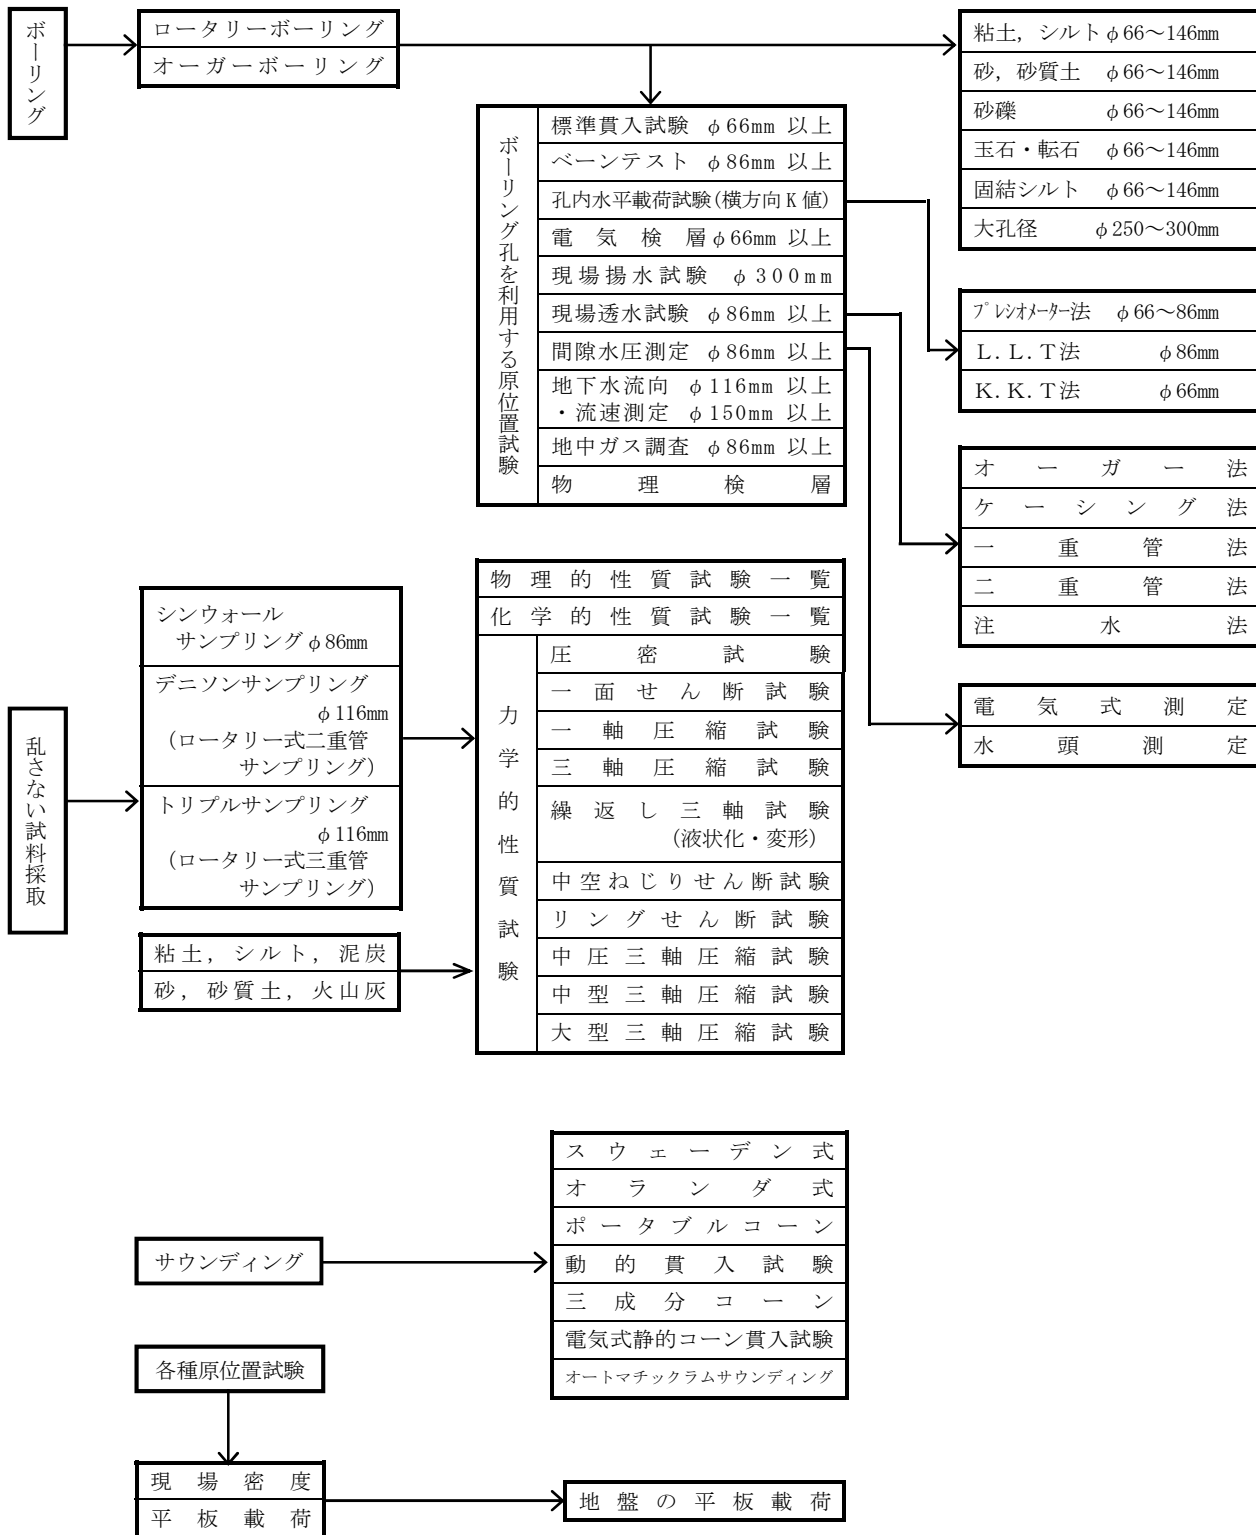 ボーリング
ロータリーボーリング
オーガーボーリング
粘土，シルトφ66～146mm
砂，砂質土 φ66～146mm
砂礫 φ66～146mm
玉石・転石 φ66～146mm
固結シルト φ66～146mm
大孔径 φ250～300mm
ボーリング孔を利用する原位置試験
標準貫入試験 φ66mm 以上
ベーンテスト φ86mm 以上
孔内水平載荷試験(横方向 K 値)
電気検層φ66mm 以上
現場揚水試験 φ300mm
現場透水試験 φ86mm 以上
間隙水圧測定 φ86mm 以上
地下水流向 φ116mm 以上
・流速測定 φ150mm 以上
地中ガス調査 φ86mm 以上
物理検層
プレシオメーター法 φ66～86mm
L.L.T法 φ86mm
K.K.T法 φ66mm
オーガー法
ケーシング法
一重管法
二重管法
注水法
電気式測定
水頭測定
乱さない試料採取
シンウォール
サンプリングφ86mm
デニソンサンプリング
φ116mm
（ロータリー式二重管
サンプリング）
トリプルサンプリング
φ116mm
（ロータリー式三重管
サンプリング）
粘土，シルト，泥炭
砂，砂質土，火山灰
物理的性質試験一覧
化学的性質試験一覧
力学的性質試験
圧密試験
一面せん断試験
一軸圧縮試験
三軸圧縮試験
繰返し三軸試験
（液状化・変形）
中空ねじりせん断試験
リングせん断試験
中圧三軸圧縮試験
中型三軸圧縮試験
大型三軸圧縮試験
サウンディング
スウェーデン式
オランダ式
ポータブルコーン
動的貫入試験
三成分コーン
電気式静的コーン貫入試験
オートマチックラムサウンディング
各種原位置試験
現場密度
平板載荷
地盤の平板載荷